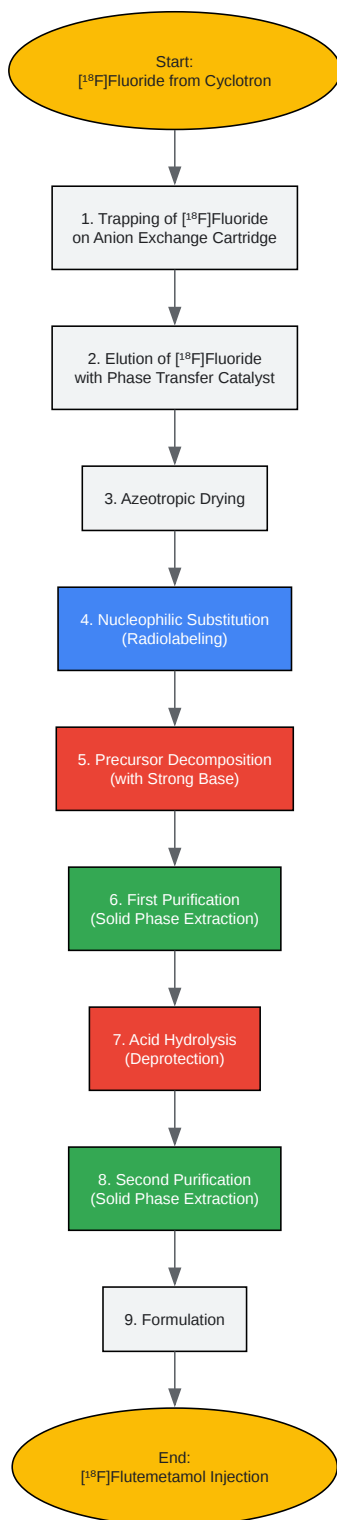 Start:
[¹⁸F]Fluoride from Cyclotron
1. Trapping of [¹⁸F]Fluoride
on Anion Exchange Cartridge
2. Elution of [¹⁸F]Fluoride
with Phase Transfer Catalyst
3. Azeotropic Drying
4. Nucleophilic Substitution
(Radiolabeling)
5. Precursor Decomposition
(with Strong Base)
6. First Purification
(Solid Phase Extraction)
7. Acid Hydrolysis
(Deprotection)
8. Second Purification
(Solid Phase Extraction)
9. Formulation
End:
[¹⁸F]Flutemetamol Injection